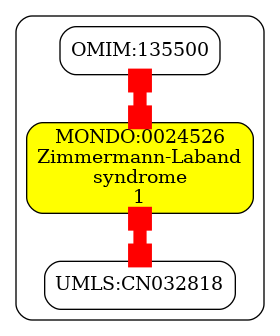 OMIM:135500
MONDO:0024526
Zimmermann-Laband
syndrome
1
UMLS:CN032818